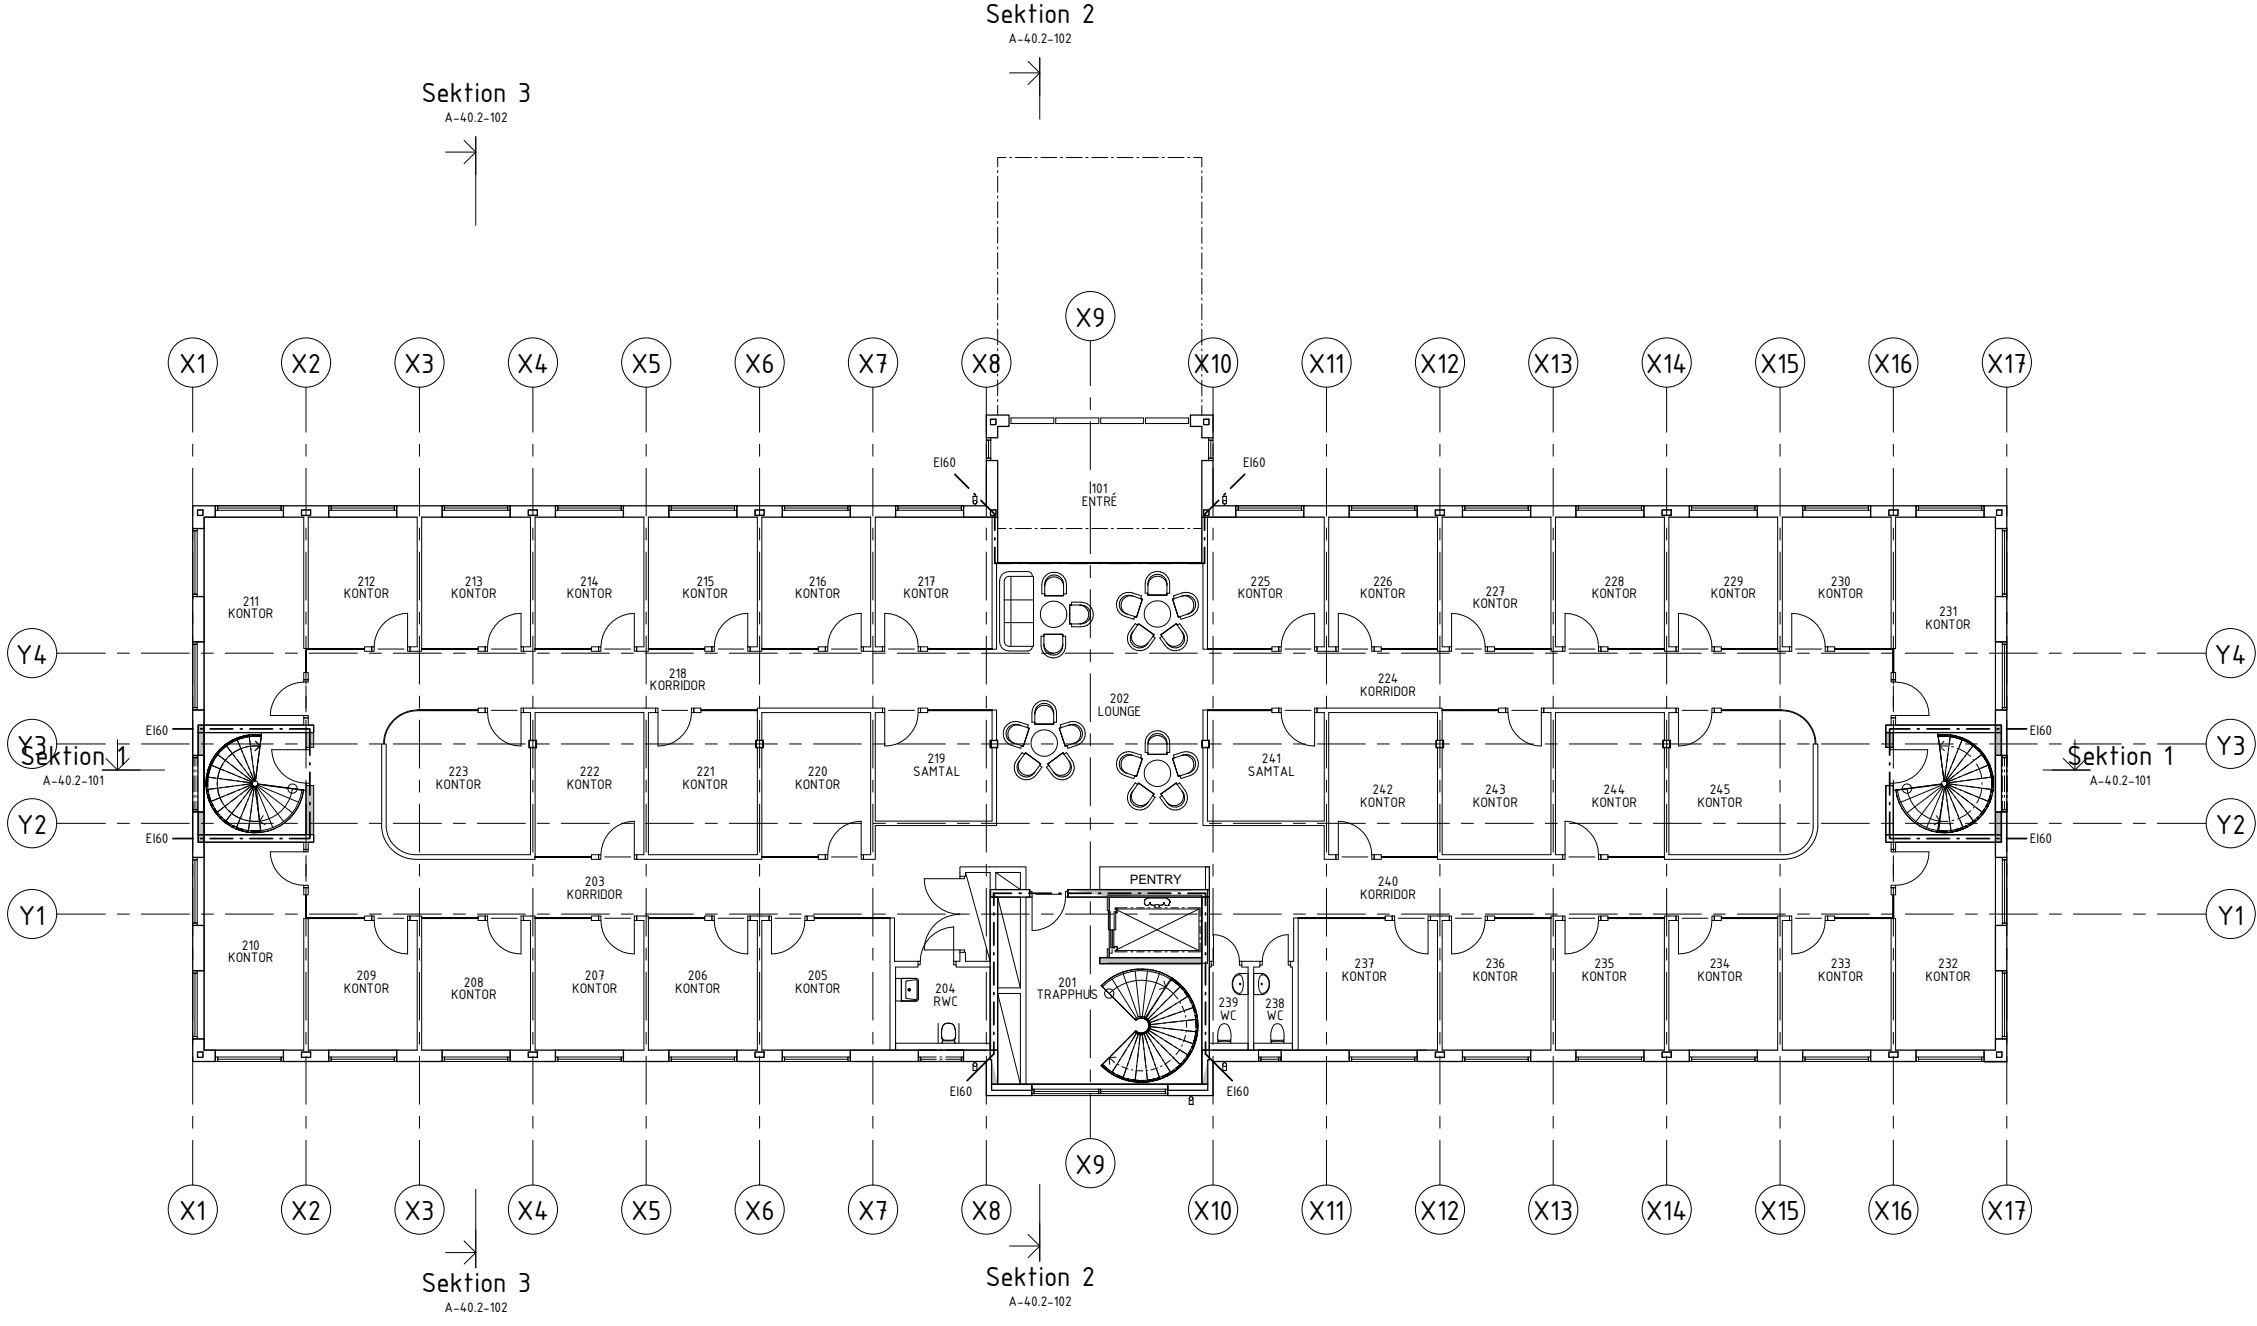 Sektion 2
A-40.2-102
Sektion 3
A-40.2-102
X9
X1 X2 X3 X4 X5 X6 X7 X8 X10 X11 X12 X13 X14 X15 X16 X17
EI60 EI60
101
ENTRÉ
211
KONTOR
212
KONTOR
213
KONTOR
214
KONTOR
215
KONTOR
216
KONTOR
217
KONTOR
225
KONTOR
226
KONTOR
227
KONTOR
228
KONTOR
229
KONTOR
230
KONTOR
231
KONTOR
Y4 Y4
218
KORRIDOR
224
KORRIDOR
202
LOUNGE
EI60 EI60
Y3 Y3
Sektion 1
A-40.2-101
Sektion 1
A-40.2-101
223
KONTOR
222
KONTOR
221
KONTOR
220
KONTOR
219
SAMTAL
241
SAMTAL
242
KONTOR
243
KONTOR
244
KONTOR
245
KONTOR
Y2 Y2
EI60 EI60
203
KORRIDOR
PENTRY
240
KORRIDOR
Y1 Y1
210
KONTOR
209
KONTOR
208
KONTOR
207
KONTOR
206
KONTOR
205
KONTOR
204
RWC
201
TRAPPHUS
239
WC
238
WC
237
KONTOR
236
KONTOR
235
KONTOR
234
KONTOR
233
KONTOR
232
KONTOR
EI60 EI60
X9
X1 X2 X3 X4 X5 X6 X7 X8 X10 X11 X12 X13 X14 X15 X16 X17
Sektion 3
A-40.2-102
Sektion 2
A-40.2-102